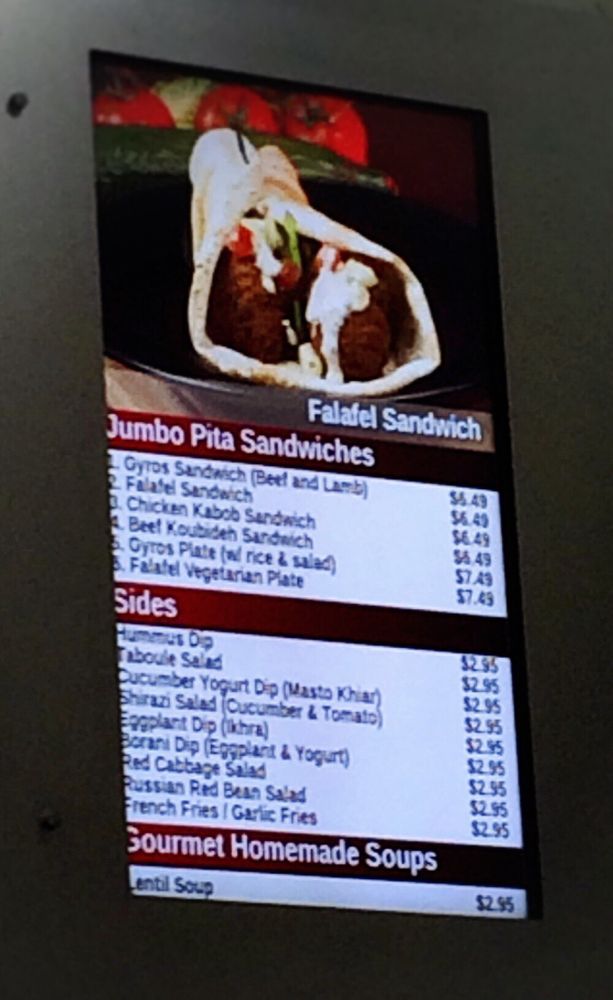 Falafel Sandwich
Jumbo Pita Sandwiches
1. Gyros Sandwich (Beef and Lamb) $6.49
2. Falafel Sandwich $6.49
3. Chicken Kabob Sandwich $6.49
4. Beef Koubideh Sandwich $6.49
5. Gyros Plate (w/ rice & salad) $7.49
6. Falafel Vegetarian Plate $7.49
Sides
Hummus Dip $2.95
Taboule Salad $2.95
Cucumber Yogurt Dip (Masto Khiar) $2.95
Shirazi Salad (Cucumber & Tomato) $2.95
Eggplant Dip (Ikhra) $2.95
Borani Dip (Eggplant & Yogurt) $2.95
Red Cabbage Salad $2.95
Russian Red Bean Salad $2.95
French Fries / Garlic Fries $2.95
Gourmet Homemade Soups
Lentil Soup $2.95